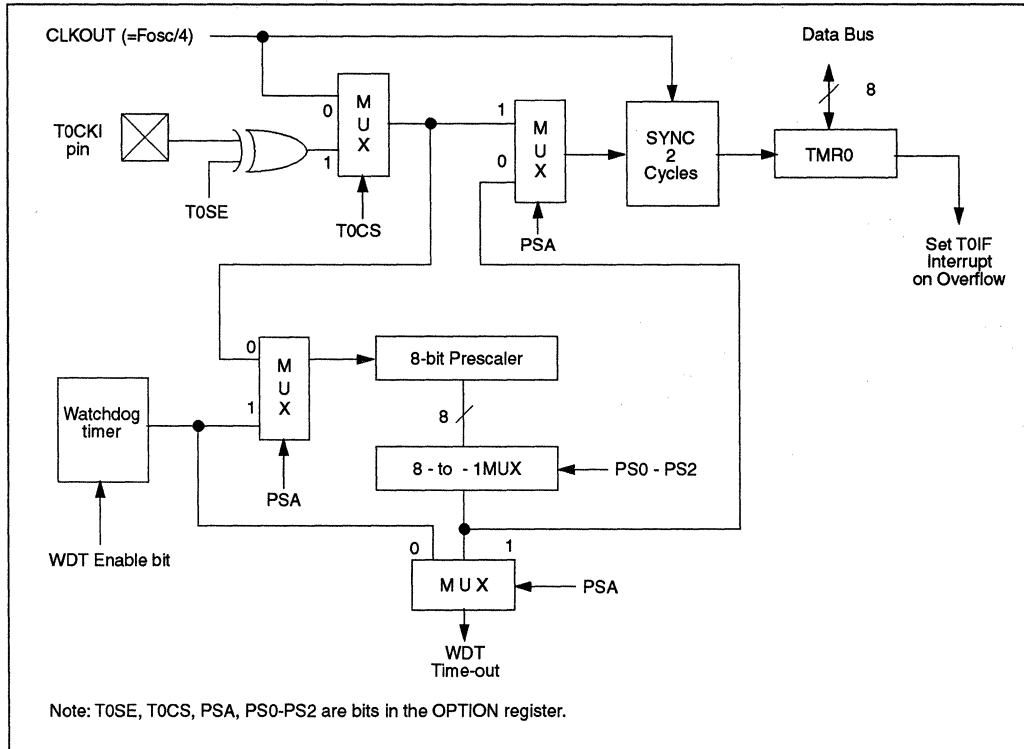 CLKOUT (=Fosc/4)
Data Bus
8
T0CKI
pin
0
1
M
U
X
T0SE
T0CS
1
0
M
U
X
PSA
SYNC
2
Cycles
TMR0
Set T0IF
Interrupt
on Overflow
0
1
M
U
X
PSA
8-bit Prescaler
8
8 - to - 1MUX
PS0 - PS2
Watchdog
timer
WDT Enable bit
0
1
M U X
PSA
WDT
Time-out
Note: T0SE, T0CS, PSA, PS0-PS2 are bits in the OPTION register.